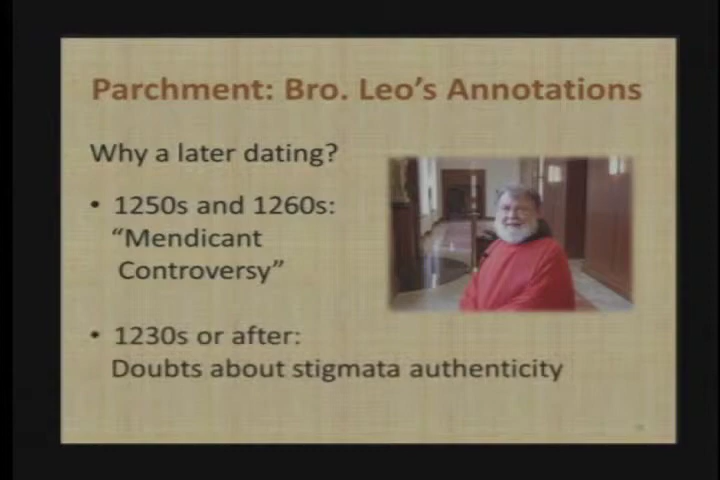 Parchment: Bro. Leo's Annotations
Why a later dating?
• 1250s and 1260s:
“Mendicant
Controversy”
• 1230s or after:
Doubts about stigmata authenticity